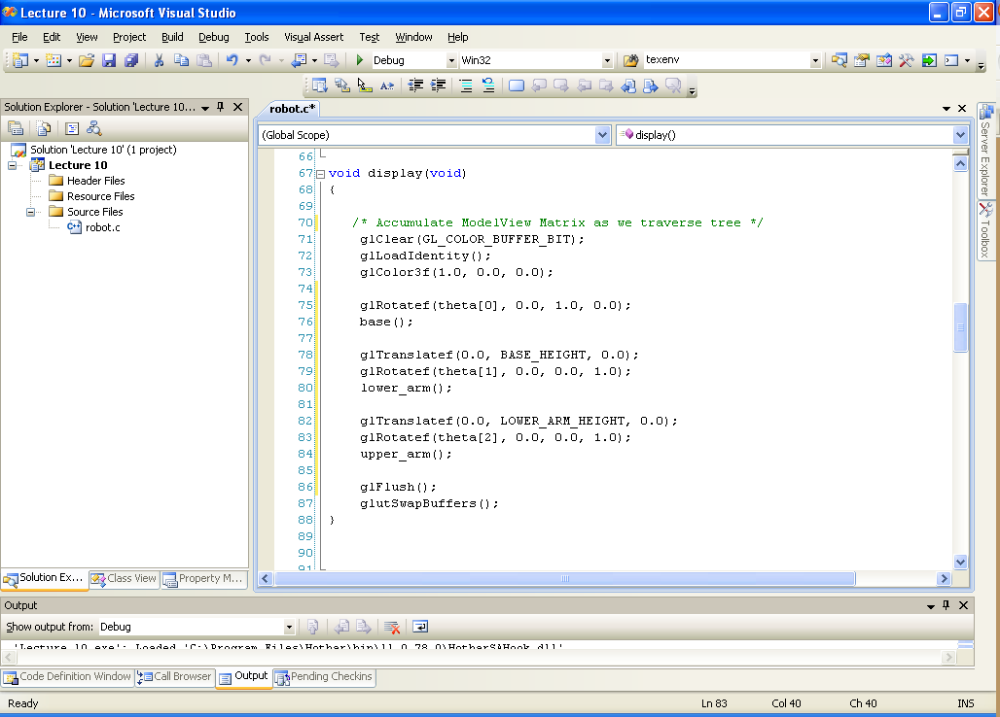 Lecture 10 - Microsoft Visual Studio
File Edit View Project Build Debug Tools Visual Assert Test Window Help
Debug Win32 texenv
Solution Explorer - Solution 'Lecture 10...
robot.c*
(Global Scope) display()
Solution 'Lecture 10' (1 project)
Lecture 10
Header Files
Resource Files
Source Files
robot.c
66
67 void display(void)
68 {
69
70 /* Accumulate ModelView Matrix as we traverse tree */
71 glClear(GL_COLOR_BUFFER_BIT);
72 glLoadIdentity();
73 glColor3f(1.0, 0.0, 0.0);
74
75 glRotatef(theta[0], 0.0, 1.0, 0.0);
76 base();
77
78 glTranslatef(0.0, BASE_HEIGHT, 0.0);
79 glRotatef(theta[1], 0.0, 0.0, 1.0);
80 lower_arm();
81
82 glTranslatef(0.0, LOWER_ARM_HEIGHT, 0.0);
83 glRotatef(theta[2], 0.0, 0.0, 1.0);
84 upper_arm();
85
86 glFlush();
87 glutSwapBuffers();
88 }
89
90
91
Server Explorer
Toolbox
Solution Ex... Class View Property M...
Output
Show output from: Debug
'Lecture 10.exe': Loaded 'C:\Program Files\Hotbar\bin\11.0.78.0\HotbarSAHook.dll'
Code Definition Window Call Browser Output Pending Checkins
Ready Ln 83 Col 40 Ch 40 INS